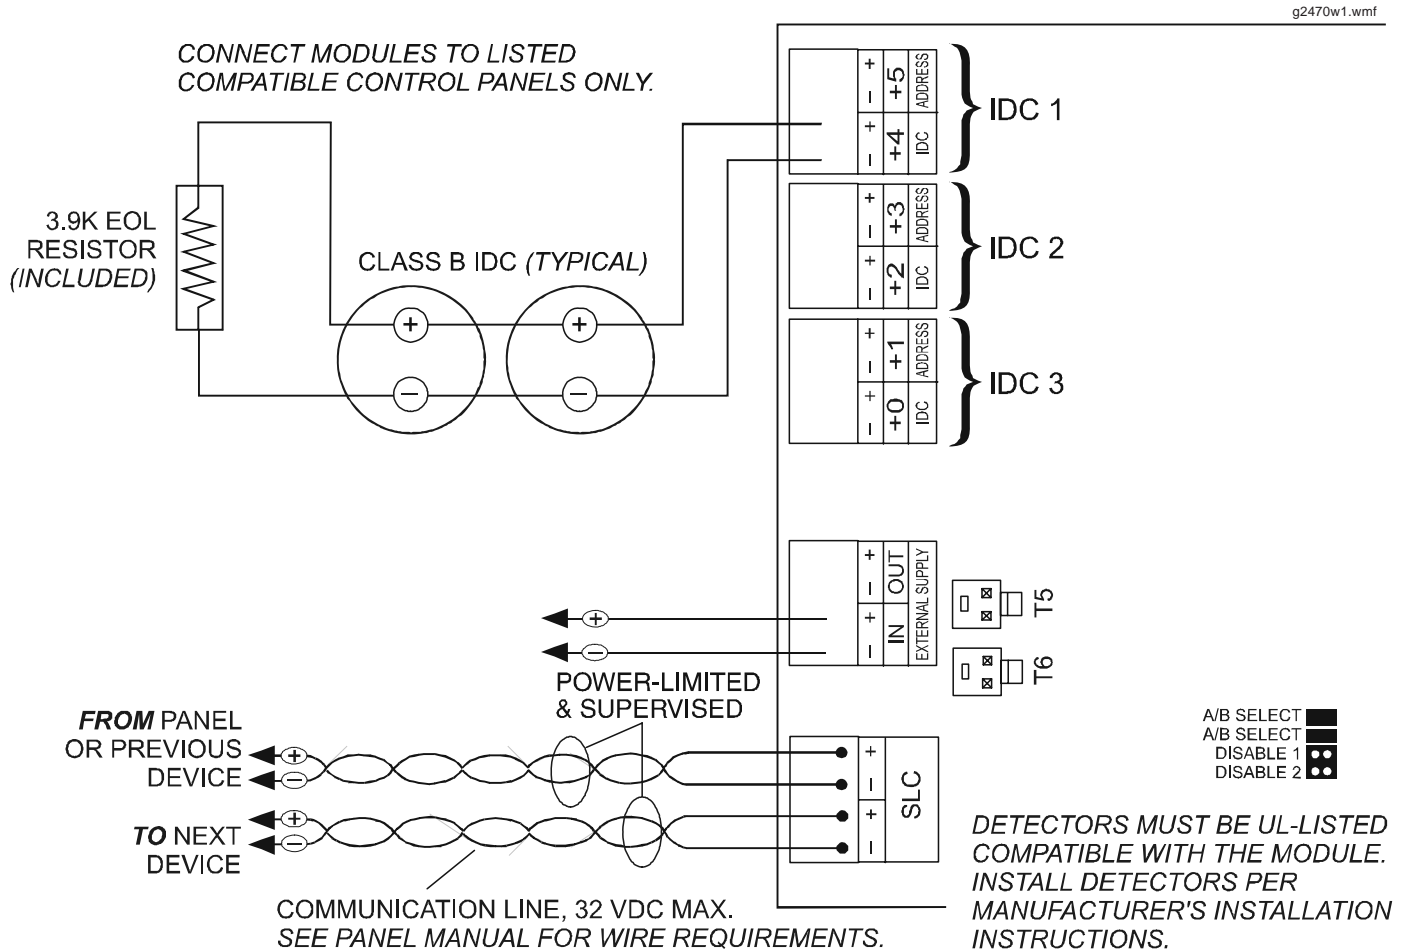 g2470w1.wmf
CONNECT MODULES TO LISTED
COMPATIBLE CONTROL PANELS ONLY.
3.9K EOL
RESISTOR
(INCLUDED)
CLASS B IDC (TYPICAL)
+ +
− −
+ − +5 ADDRESS
+ − +4 IDC
IDC 1
+ − +3 ADDRESS
+ − +2 IDC
IDC 2
+ − +1 ADDRESS
+ − +0 IDC
IDC 3
+ − OUT
+ − IN
EXTERNAL SUPPLY
T5
T6
+
−
POWER-LIMITED
& SUPERVISED
FROM PANEL
OR PREVIOUS
DEVICE
+
−
TO NEXT
DEVICE
+
−
+
−
+
−
SLC
COMMUNICATION LINE, 32 VDC MAX.
SEE PANEL MANUAL FOR WIRE REQUIREMENTS.
A/B SELECT
A/B SELECT
DISABLE 1
DISABLE 2
DETECTORS MUST BE UL-LISTED
COMPATIBLE WITH THE MODULE.
INSTALL DETECTORS PER
MANUFACTURER'S INSTALLATION
INSTRUCTIONS.